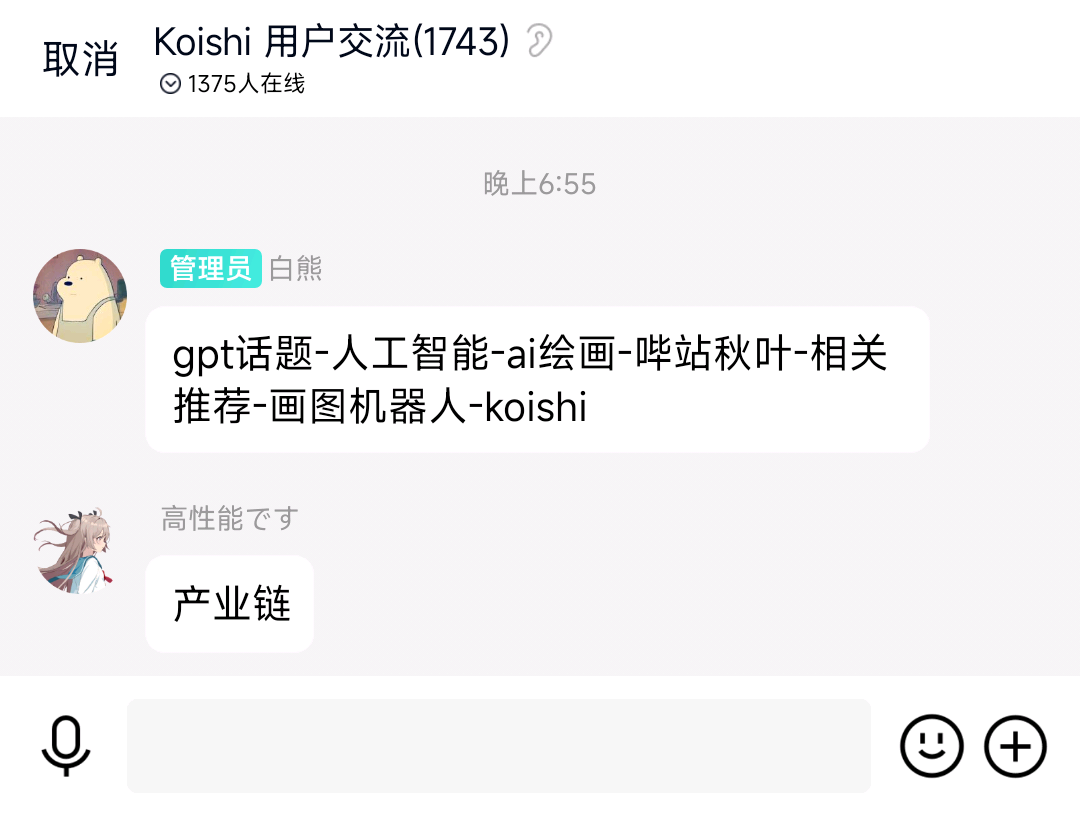 取消
Koishi 用户交流(1743)
1375人在线
晚上6:55
管理员 白熊
gpt话题-人工智能-ai绘画-哔站秋叶-相关
推荐-画图机器人-koishi
高性能です
产业链